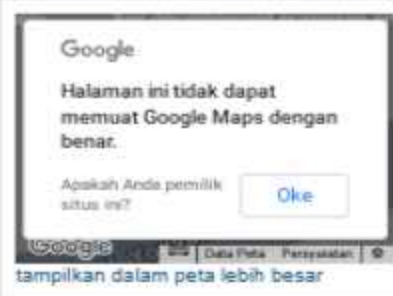 Google
Halaman ini tidak dapat
memuat Google Maps dengan
benar.
Apakah Anda pemilik
situs ini?
Oke
Google
Data Peta
Persyaratan
tampilkan dalam peta lebih besar